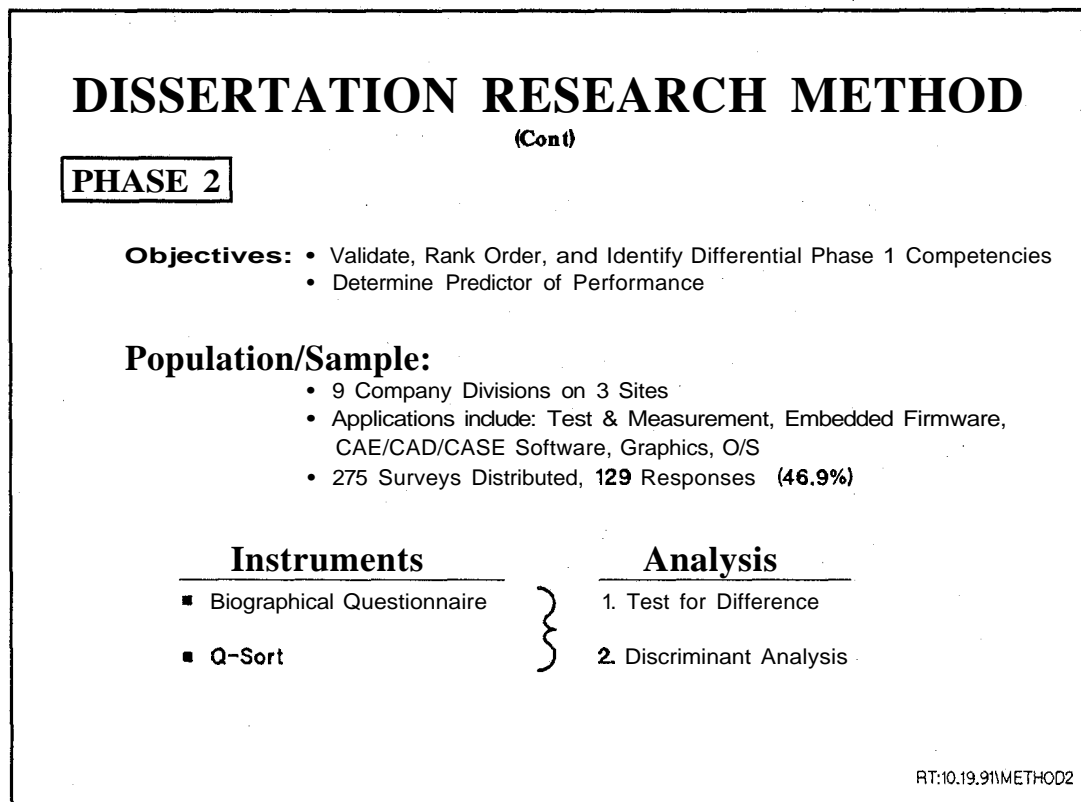 DISSERTATION RESEARCH METHOD
(Cont)
PHASE 2
Objectives: • Validate, Rank Order, and Identify Differential Phase 1 Competencies
• Determine Predictor of Performance
Population/Sample:
• 9 Company Divisions on 3 Sites
• Applications include: Test & Measurement, Embedded Firmware,
CAE/CAD/CASE Software, Graphics, O/S
• 275 Surveys Distributed, 129 Responses (46.9%)
Instruments
■ Biographical Questionnaire
■ Q-Sort
Analysis
1. Test for Difference
2. Discriminant Analysis
RT:10.19.91\METHOD2